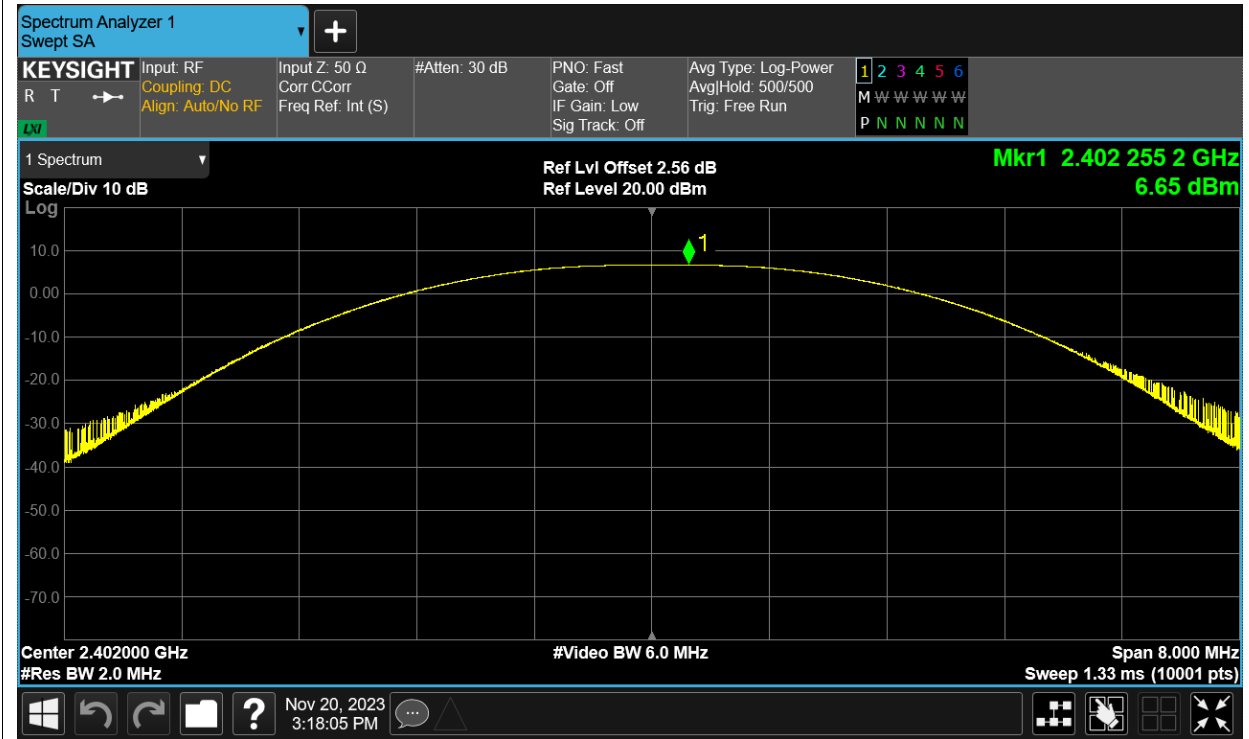 Spectrum Analyzer 1
Swept SA
KEYSIGHT
R T
LXI
Input: RF
Coupling: DC
Align: Auto/No RF
Input Z: 50 Ω
Corr CCorr
Freq Ref: Int (S)
#Atten: 30 dB
PNO: Fast
Gate: Off
IF Gain: Low
Sig Track: Off
Avg Type: Log-Power
Avg|Hold: 500/500
Trig: Free Run
1 2 3 4 5 6
M W W W W W
P N N N N N
1 Spectrum
Scale/Div 10 dB
Log
Ref Lvl Offset 2.56 dB
Ref Level 20.00 dBm
Mkr1 2.402 255 2 GHz
6.65 dBm
1
10.0
0.00
-10.0
-20.0
-30.0
-40.0
-50.0
-60.0
-70.0
Center 2.402000 GHz
#Res BW 2.0 MHz
#Video BW 6.0 MHz
Span 8.000 MHz
Sweep 1.33 ms (10001 pts)
?
Nov 20, 2023
3:18:05 PM